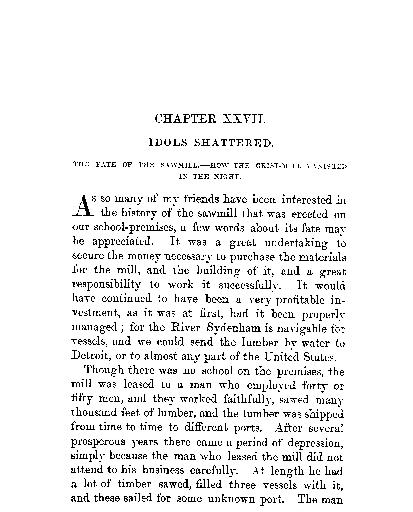 CHAPTER XXVII.
IDOLS SHATTERED.
THE FATE OF THE SAWMILL.—HOW THE GRIST-MILL VANISHED
IN THE NIGHT.
As so many of my friends have been interested in
the history of the sawmill that was erected on
our school-premises, a few words about its fate may
be appreciated. It was a great undertaking to
secure the money necessary to purchase the materials
for the mill, and the building of it, and a great
responsibility to work it successfully. It would
have continued to have been a very profitable in-
vestment, as it was at first, had it been properly
managed; for the River Sydenham is navigable for
vessels, and we could send the lumber by water to
Detroit, or to almost any part of the United States.
Though there was no school on the premises, the
mill was leased to a man who employed forty or
fifty men, and they worked faithfully, sawed many
thousand feet of lumber, and the lumber was shipped
from time to time to different ports. After several
prosperous years there came a period of depression,
simply because the man who leased the mill did not
attend to his business carefully. At length he had
a lot of timber sawed, filled three vessels with it,
and these sailed for some unknown port. The man